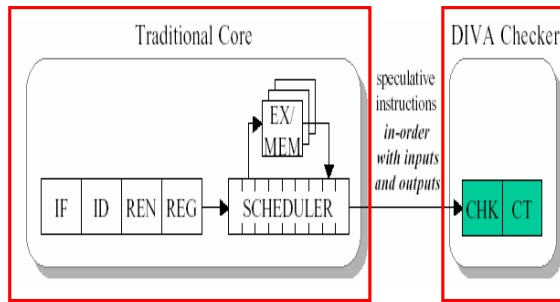 Traditional Core
DIVA Checker
speculative
instructions
in-order
with inputs
and outputs
EX/
MEM
IF ID REN REG
SCHEDULER
CHK CT